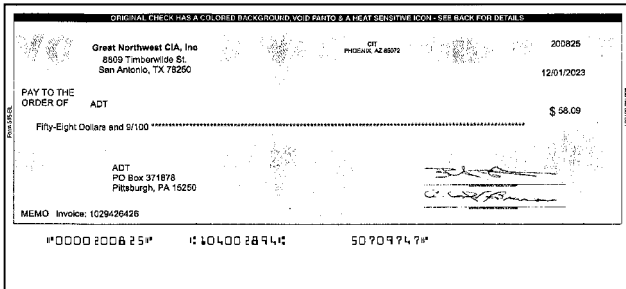 ORIGINAL CHECK HAS A COLORED BACKGROUND, VOID PANTO & A HEAT SENSITIVE ICON - SEE BACK FOR DETAILS
Great Northwest CIA, Inc
8809 Timberwilde St.
San Antonio, TX 78250
CIT
PHOENIX, AZ 85072
200825
12/01/2023
PAY TO THE
ORDER OF ADT
$ 58.09
Fifty-Eight Dollars and 9/100 ****************************************************************
ADT
PO Box 371878
Pittsburgh, PA 15250
MEMO Invoice: 1029426426
⑈0000200825⑈ ⑆104002894⑆ 50709747⑈